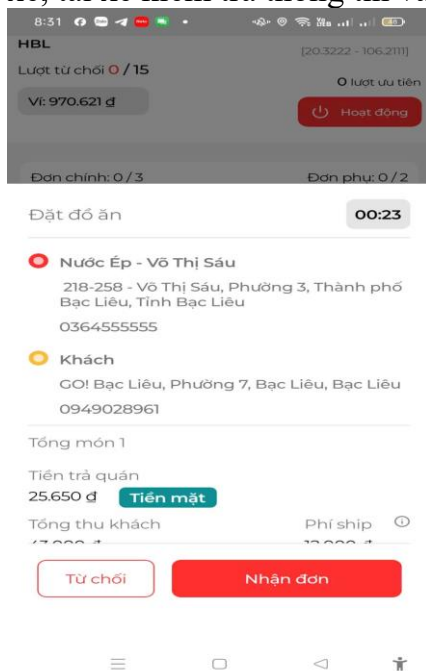 8:31
HBL
[20.3222 - 106.2111]
Lượt từ chối 0 / 15
0 lượt ưu tiên
Ví: 970.621 đ
Hoạt động
Đơn chính: 0 / 3
Đơn phụ: 0 / 2
Đặt đồ ăn
00:23
Nước Ép - Võ Thị Sáu
218-258 - Võ Thị Sáu, Phường 3, Thành phố
Bạc Liêu, Tỉnh Bạc Liêu
0364555555
Khách
GO! Bạc Liêu, Phường 7, Bạc Liêu, Bạc Liêu
0949028961
Tổng món 1
Tiền trả quán
25.650 đ Tiền mặt
Tổng thu khách
Phí ship
Từ chối
Nhận đơn